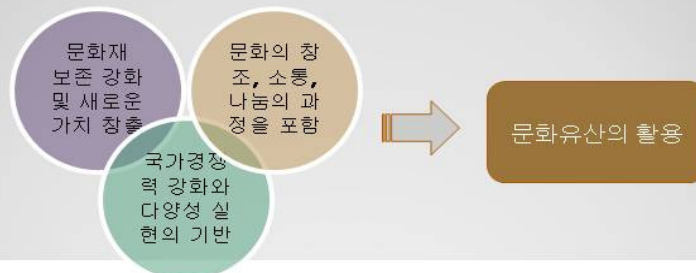 문화재
보존 강화
및 새로운
가치 창출
문화의 창
조, 소통,
나눔의 과
정을 포함
국가경쟁
력 강화와
다양성 실
현의 기반
문화유산의 활용